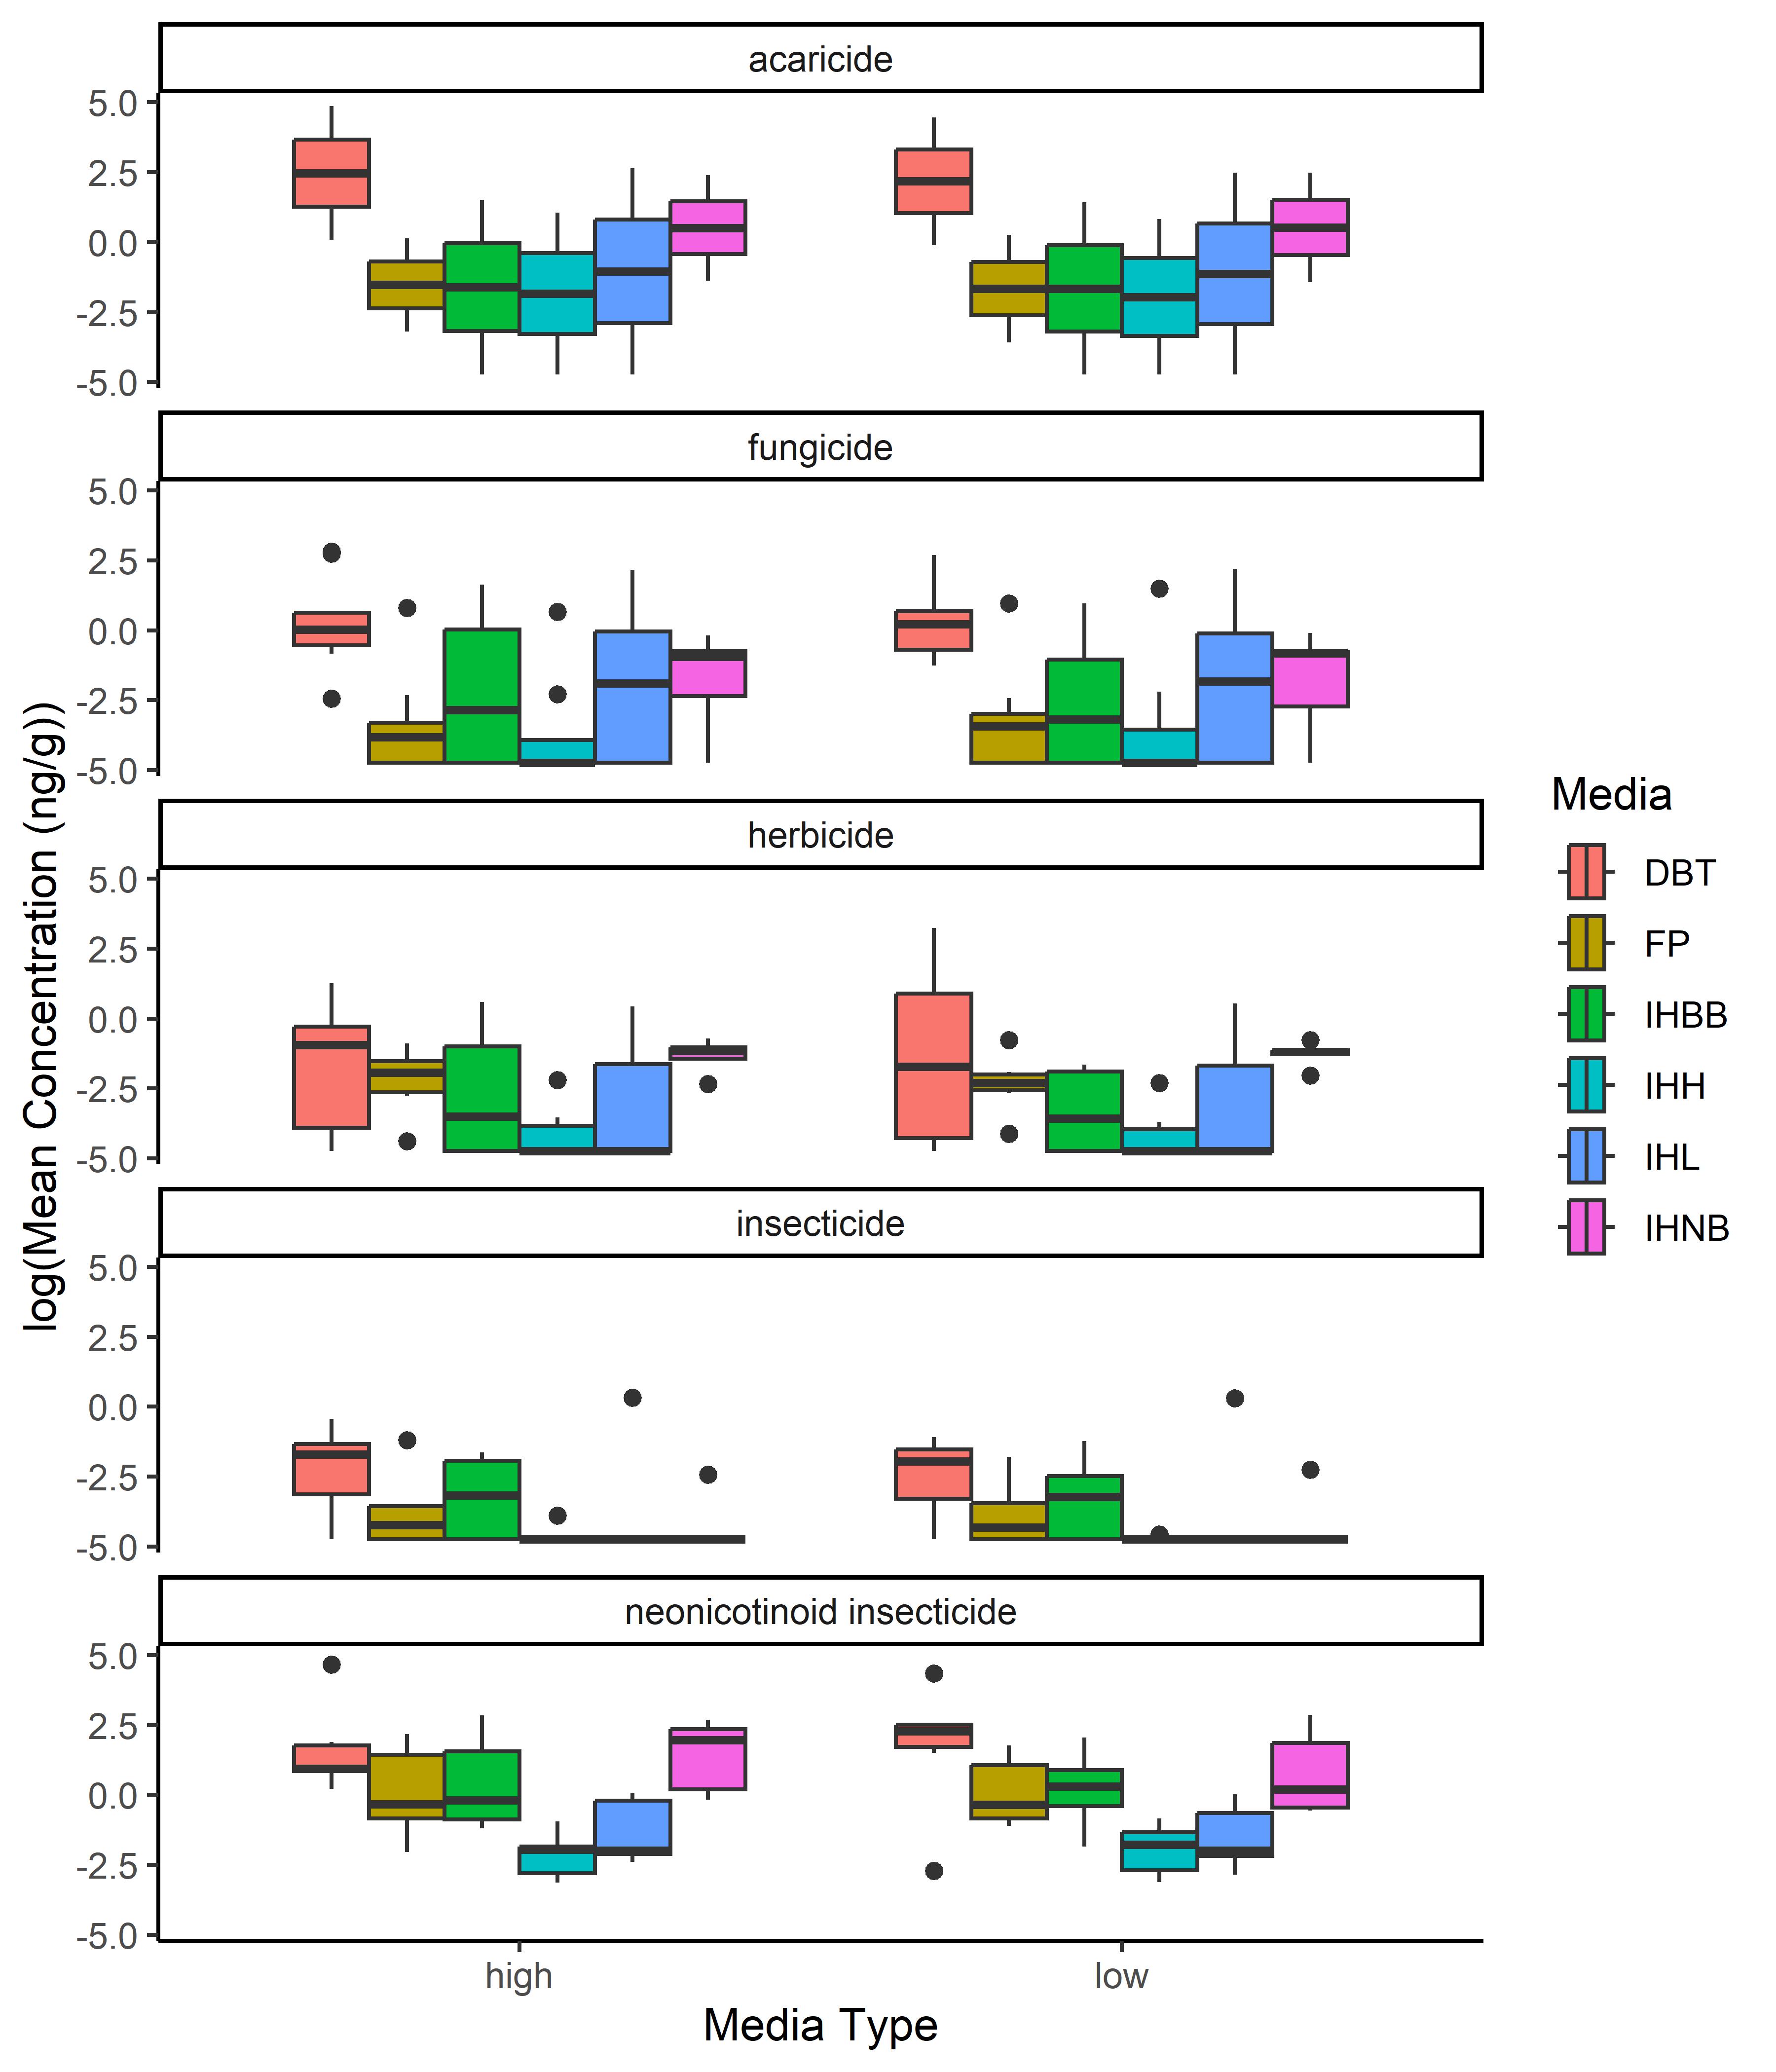 acaricide
5.0
2.5
0.0
-2.5
-5.0
fungicide
5.0
2.5
0.0
-2.5
-5.0
herbicide
5.0
2.5
0.0
-2.5
-5.0
insecticide
5.0
2.5
0.0
-2.5
-5.0
neonicotinoid insecticide
5.0
2.5
0.0
-2.5
-5.0
high low
Media Type
log(Mean Concentration (ng/g))
Media
DBT
FP
IHBB
IHH
IHL
IHNB